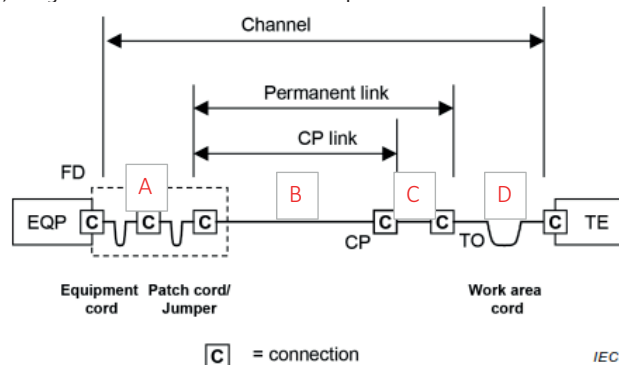 Channel
Permanent link
CP link
FD
A
B
C
D
EQP
C
C
C
C
C
C
TE
CP
TO
Equipment cord
Patch cord/ Jumper
Work area cord
C = connection
IEC